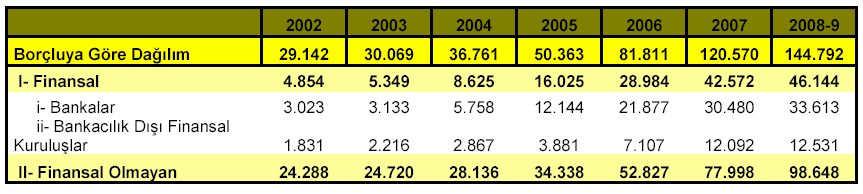 2002 2003 2004 2005 2006 2007 2008-9
Borçluya Göre Dağılım 29.142 30.069 36.761 50.363 81.811 120.570 144.792
I- Finansal 4.854 5.349 8.625 16.025 28.984 42.572 46.144
i- Bankalar 3.023 3.133 5.758 12.144 21.877 30.480 33.613
ii- Bankacılık Dışı Finansal
Kuruluşlar 1.831 2.216 2.867 3.881 7.107 12.092 12.531
II- Finansal Olmayan 24.288 24.720 28.136 34.338 52.827 77.998 98.648